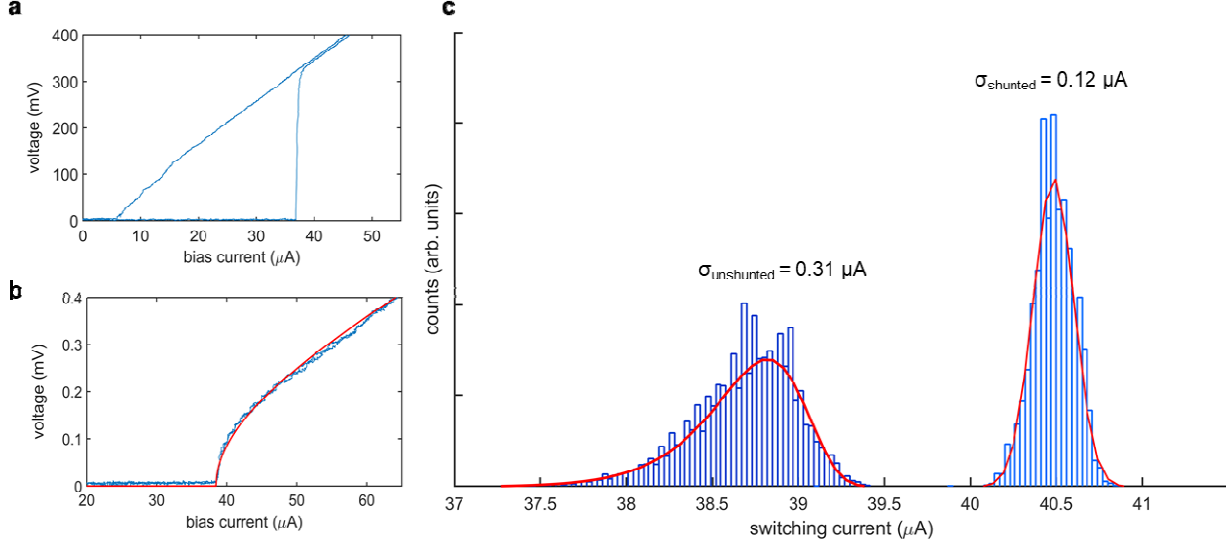 a
400
300
200
100
0
voltage (mV)
0 10 20 30 40 50
bias current (μA)
b
0.4
0.3
0.2
0.1
0
voltage (mV)
20 30 40 50 60
bias current (μA)
c
counts (arb. units)
σshunted = 0.12 μA
σunshunted = 0.31 μA
37 37.5 38 38.5 39 39.5 40 40.5 41
switching current (μA)